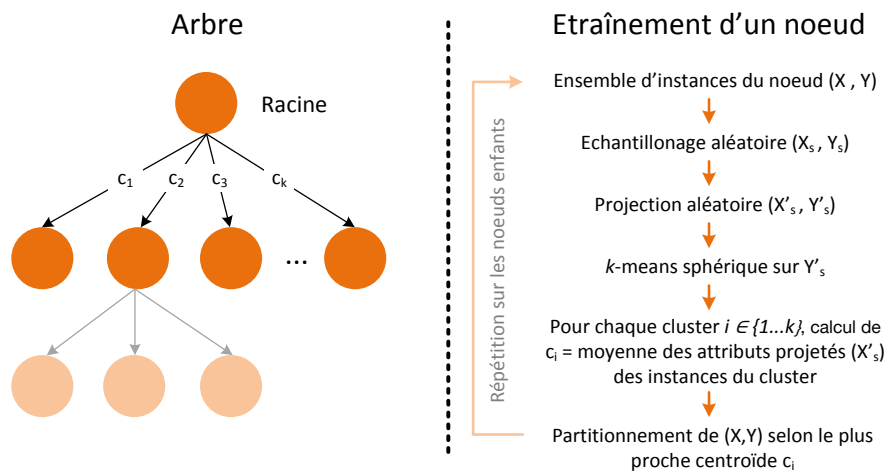 Arbre
Racine
c1
c2
c3
ck
...
Etraînement d'un noeud
Ensemble d'instances du noeud (X , Y)
Echantillonage aléatoire (Xs , Ys)
Projection aléatoire (X's , Y's)
k-means sphérique sur Y's
Pour chaque cluster i ∈ {1...k}, calcul de
ci = moyenne des attributs projetés (X's)
des instances du cluster
Partitionnement de (X,Y) selon le plus
proche centroïde ci
Répétition sur les noeuds enfants